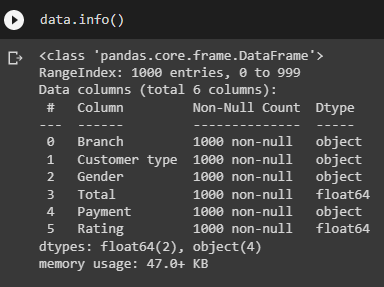 data.info()
<class 'pandas.core.frame.DataFrame'>
RangeIndex: 1000 entries, 0 to 999
Data columns (total 6 columns):
 #   Column         Non-Null Count  Dtype
---  ------         --------------  -----
 0   Branch         1000 non-null   object
 1   Customer type  1000 non-null   object
 2   Gender         1000 non-null   object
 3   Total          1000 non-null   float64
 4   Payment        1000 non-null   object
 5   Rating         1000 non-null   float64
dtypes: float64(2), object(4)
memory usage: 47.0+ KB